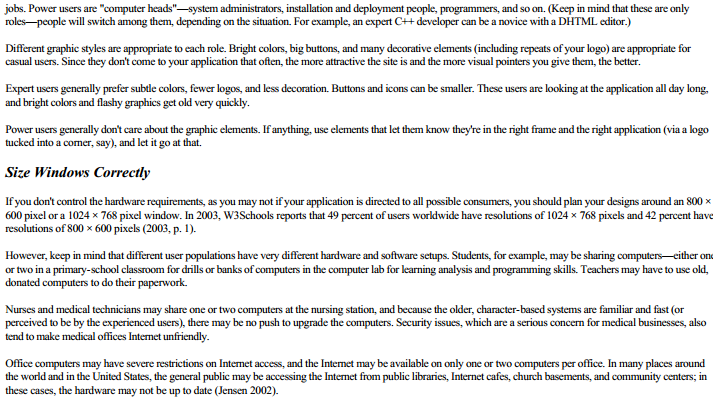 jobs. Power users are "computer heads"—system administrators, installation and deployment people, programmers, and so on. (Keep in mind that these are only
roles—people will switch among them, depending on the situation. For example, an expert C++ developer can be a novice with a DHTML editor.)
Different graphic styles are appropriate to each role. Bright colors, big buttons, and many decorative elements (including repeats of your logo) are appropriate for
casual users. Since they don't come to your application that often, the more attractive the site is and the more visual pointers you give them, the better.
Expert users generally prefer subtle colors, fewer logos, and less decoration. Buttons and icons can be smaller. These users are looking at the application all day long,
and bright colors and flashy graphics get old very quickly.
Power users generally don't care about the graphic elements. If anything, use elements that let them know they're in the right frame and the right application (via a logo
tucked into a corner, say), and let it go at that.
Size Windows Correctly
If you don't control the hardware requirements, as you may not if your application is directed to all possible consumers, you should plan your designs around an 800 ×
600 pixel or a 1024 × 768 pixel window. In 2003, W3Schools reports that 49 percent of users worldwide have resolutions of 1024 × 768 pixels and 42 percent have
resolutions of 800 × 600 pixels (2003, p. 1).
However, keep in mind that different user populations have very different hardware and software setups. Students, for example, may be sharing computers—either one
or two in a primary-school classroom for drills or banks of computers in the computer lab for learning analysis and programming skills. Teachers may have to use old,
donated computers to do their paperwork.
Nurses and medical technicians may share one or two computers at the nursing station, and because the older, character-based systems are familiar and fast (or
perceived to be by the experienced users), there may be no push to upgrade the computers. Security issues, which are a serious concern for medical businesses, also
tend to make medical offices Internet unfriendly.
Office computers may have severe restrictions on Internet access, and the Internet may be available on only one or two computers per office. In many places around
the world and in the United States, the general public may be accessing the Internet from public libraries, Internet cafes, church basements, and community centers; in
these cases, the hardware may not be up to date (Jensen 2002).